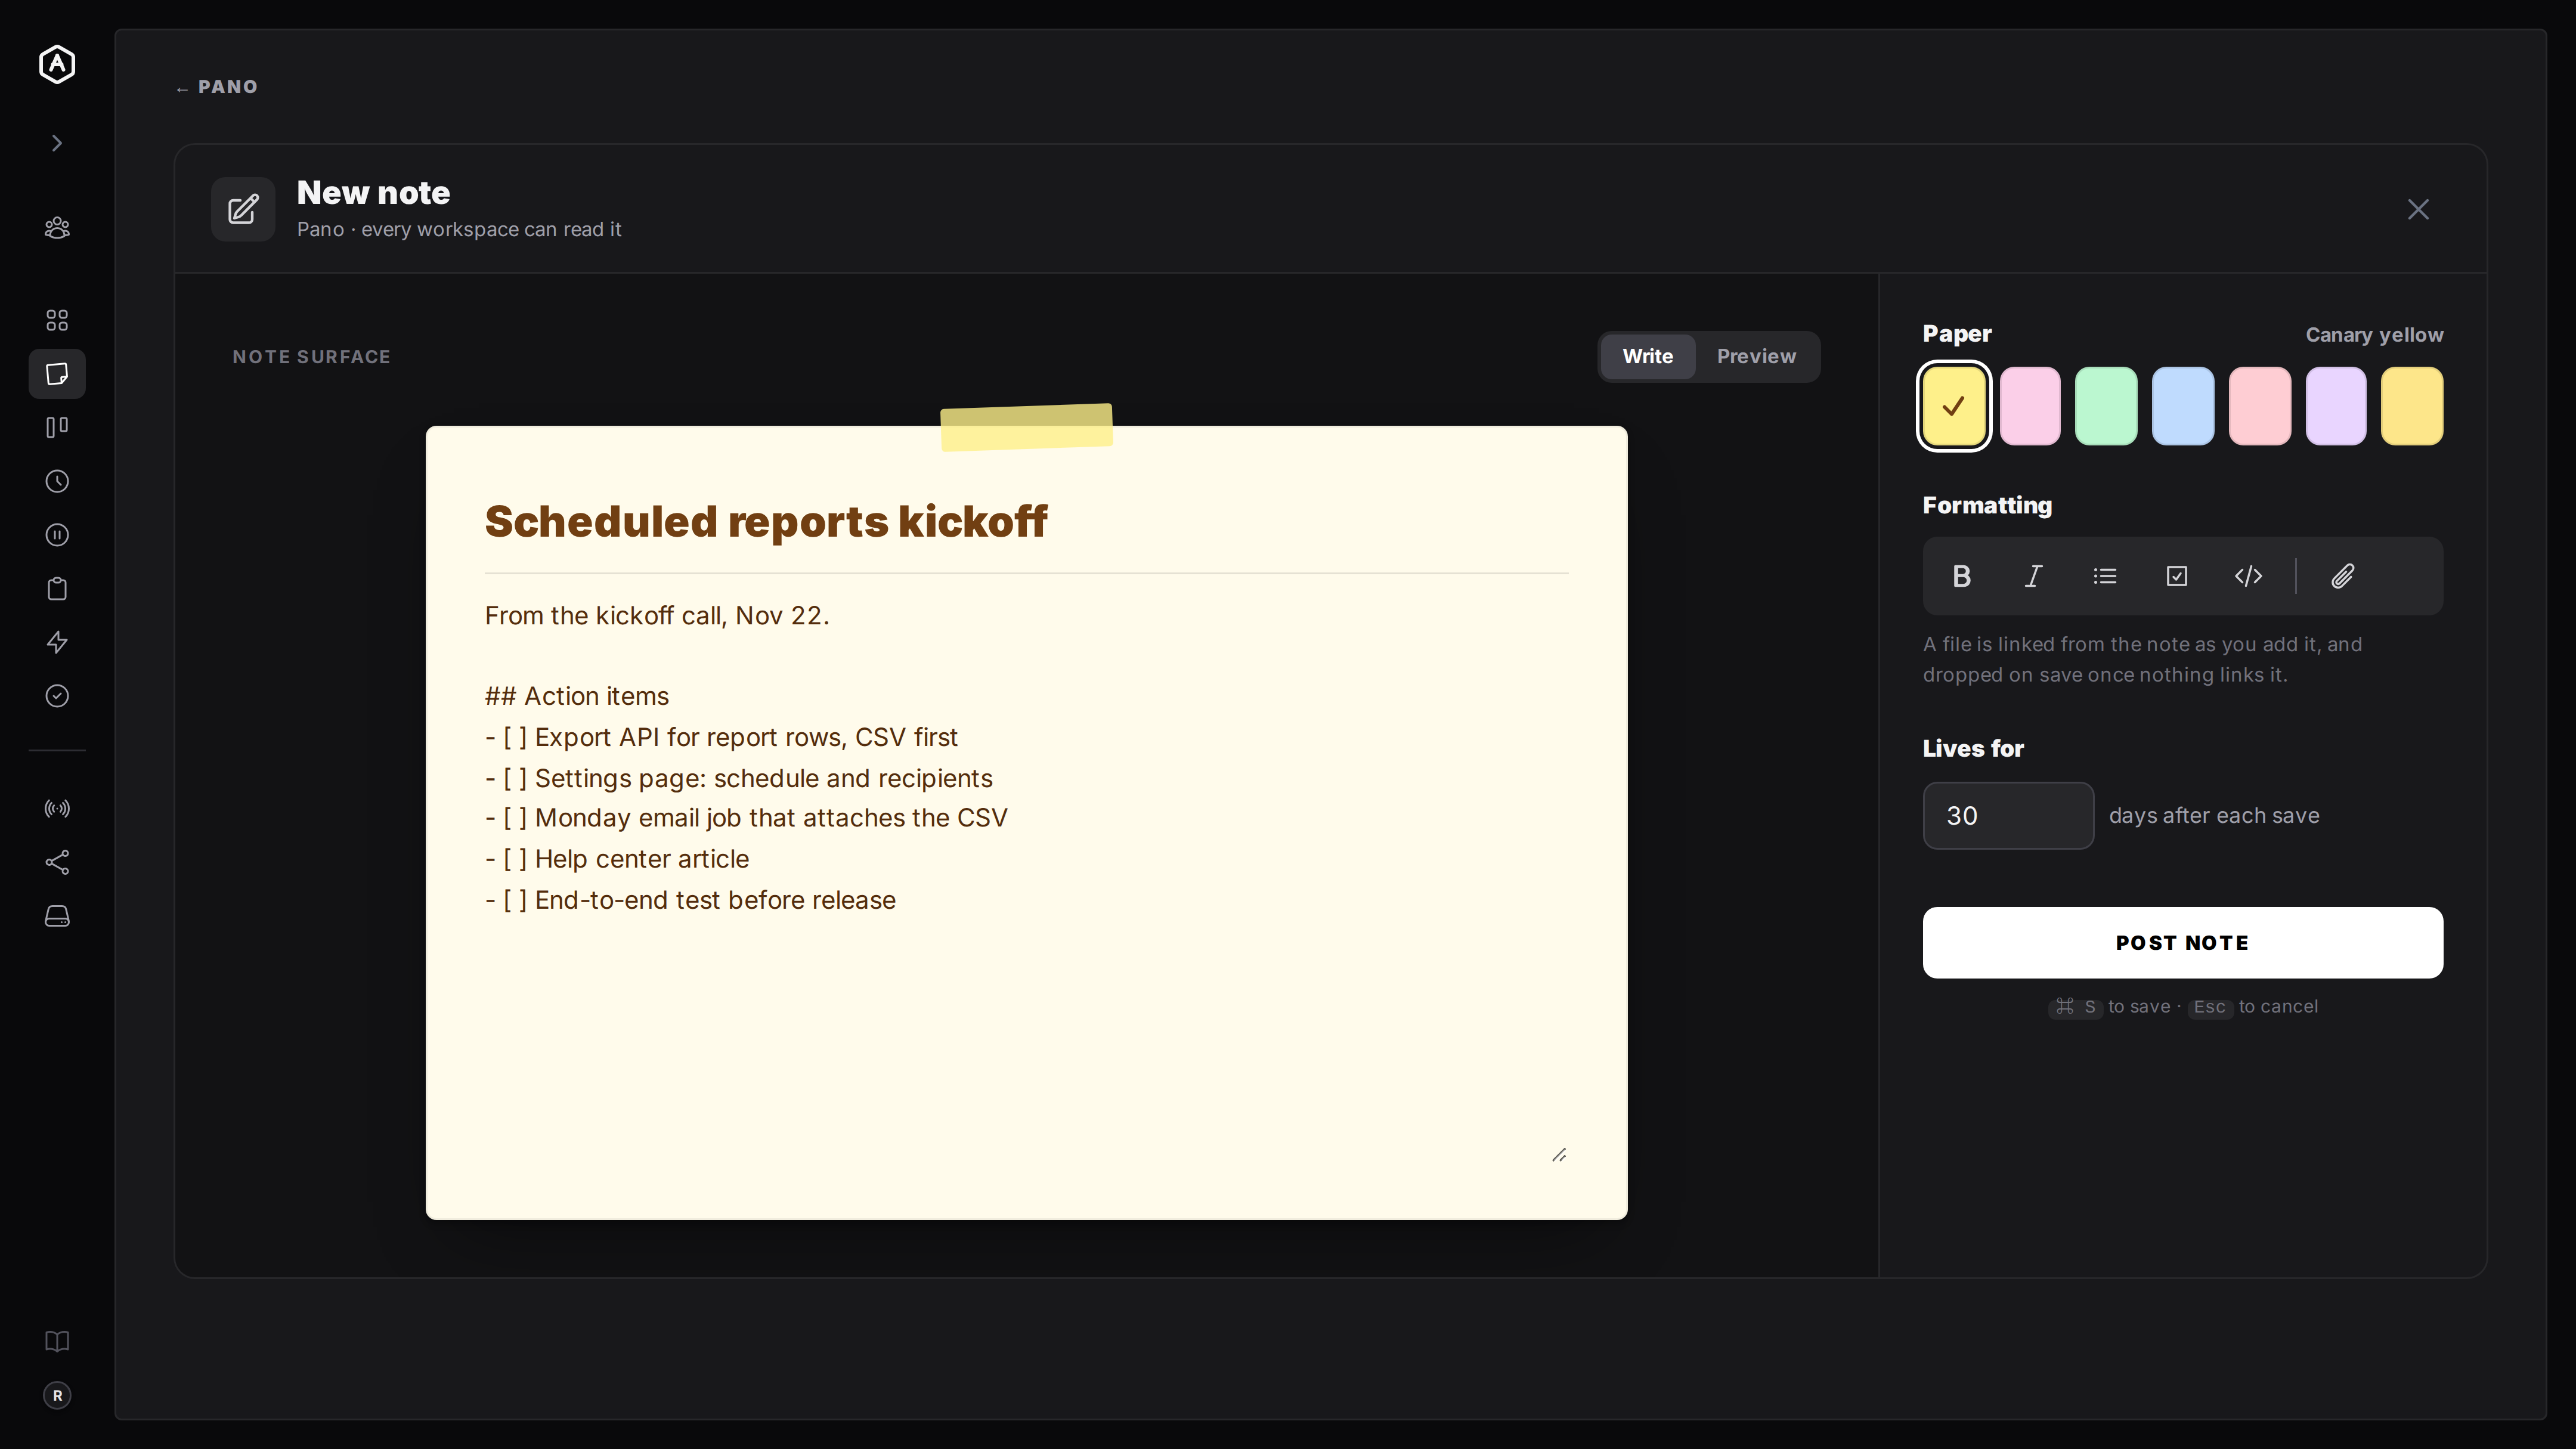 ← PANO
New note
Pano · every workspace can read it
NOTE SURFACE
Write
Preview
Scheduled reports kickoff
From the kickoff call, Nov 22.
## Action items
- [ ] Export API for report rows, CSV first
- [ ] Settings page: schedule and recipients
- [ ] Monday email job that attaches the CSV
- [ ] Help center article
- [ ] End-to-end test before release
Paper
Canary yellow
Formatting
B I
A file is linked from the note as you add it, and
dropped on save once nothing links it.
Lives for
30 days after each save
POST NOTE
⌘ S to save · Esc to cancel
R